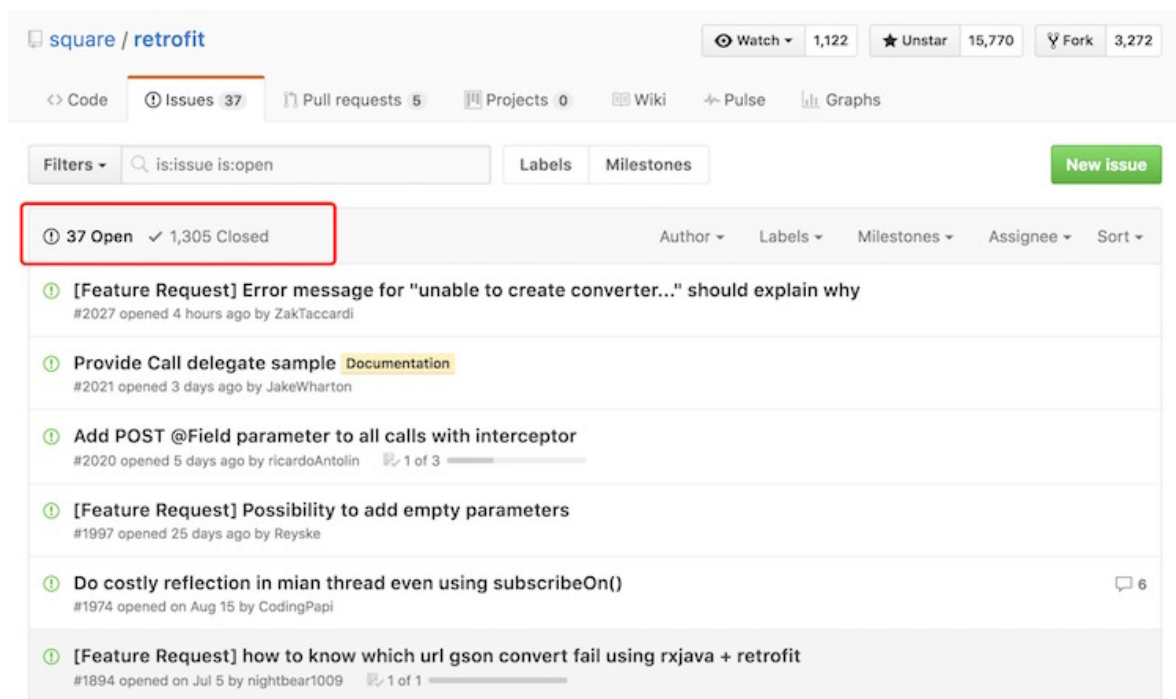 square / retrofit
Watch 1,122 Unstar 15,770 Fork 3,272
Code Issues 37 Pull requests 5 Projects 0 Wiki Pulse Graphs
Filters is:issue is:open Labels Milestones New issue
37 Open 1,305 Closed Author Labels Milestones Assignee Sort
[Feature Request] Error message for "unable to create converter..." should explain why
#2027 opened 4 hours ago by ZakTaccardi
Provide Call delegate sample Documentation
#2021 opened 3 days ago by JakeWharton
Add POST @Field parameter to all calls with interceptor
#2020 opened 5 days ago by ricardoAntolin 1 of 3
[Feature Request] Possibility to add empty parameters
#1997 opened 25 days ago by Reyske
Do costly reflection in mian thread even using subscribeOn() 6
#1974 opened on Aug 15 by CodingPapi
[Feature Request] how to know which url gson convert fail using rxjava + retrofit
#1894 opened on Jul 5 by nightbear1009 1 of 1